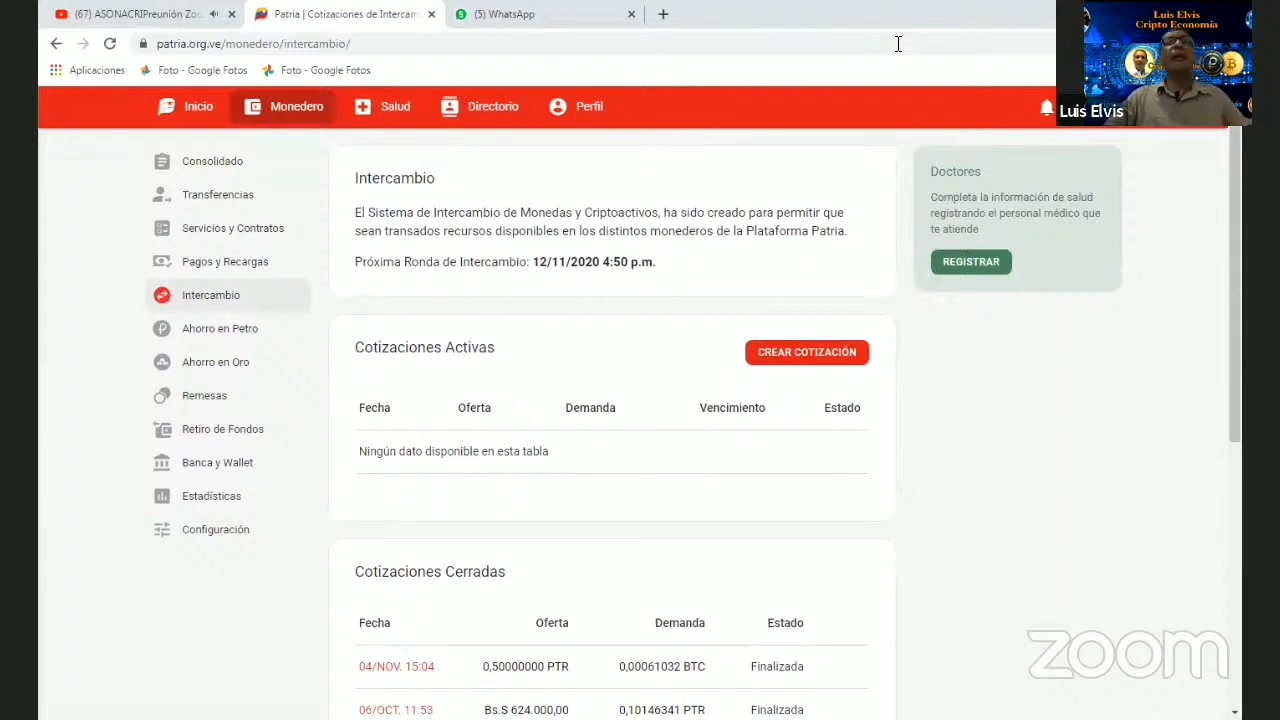 (67) ASONACRIPreunión Zoo
Patria | Cotizaciones de Intercam
(5) WhatsApp
patria.org.ve/monedero/intercambio/
Aplicaciones
Foto - Google Fotos
Foto - Google Fotos
Luis Elvis
Cripto Economía
Luis Elvis
Inicio
Monedero
Salud
Directorio
Perfil
Consolidado
Transferencias
Servicios y Contratos
Pagos y Recargas
Intercambio
Ahorro en Petro
Ahorro en Oro
Remesas
Retiro de Fondos
Banca y Wallet
Estadísticas
Configuración
Intercambio
El Sistema de Intercambio de Monedas y Criptoactivos, ha sido creado para permitir que
sean transados recursos disponibles en los distintos monederos de la Plataforma Patria.
Próxima Ronda de Intercambio: 12/11/2020 4:50 p.m.
Doctores
Completa la información de salud
registrando el personal médico que
te atiende
REGISTRAR
Cotizaciones Activas
CREAR COTIZACIÓN
Fecha Oferta Demanda Vencimiento Estado
Ningún dato disponible en esta tabla
Cotizaciones Cerradas
Fecha Oferta Demanda Estado
04/NOV. 15:04 0,50000000 PTR 0,00061032 BTC Finalizada
06/OCT. 11:53 Bs.S 624.000,00 0,10146341 PTR Finalizada
zoom